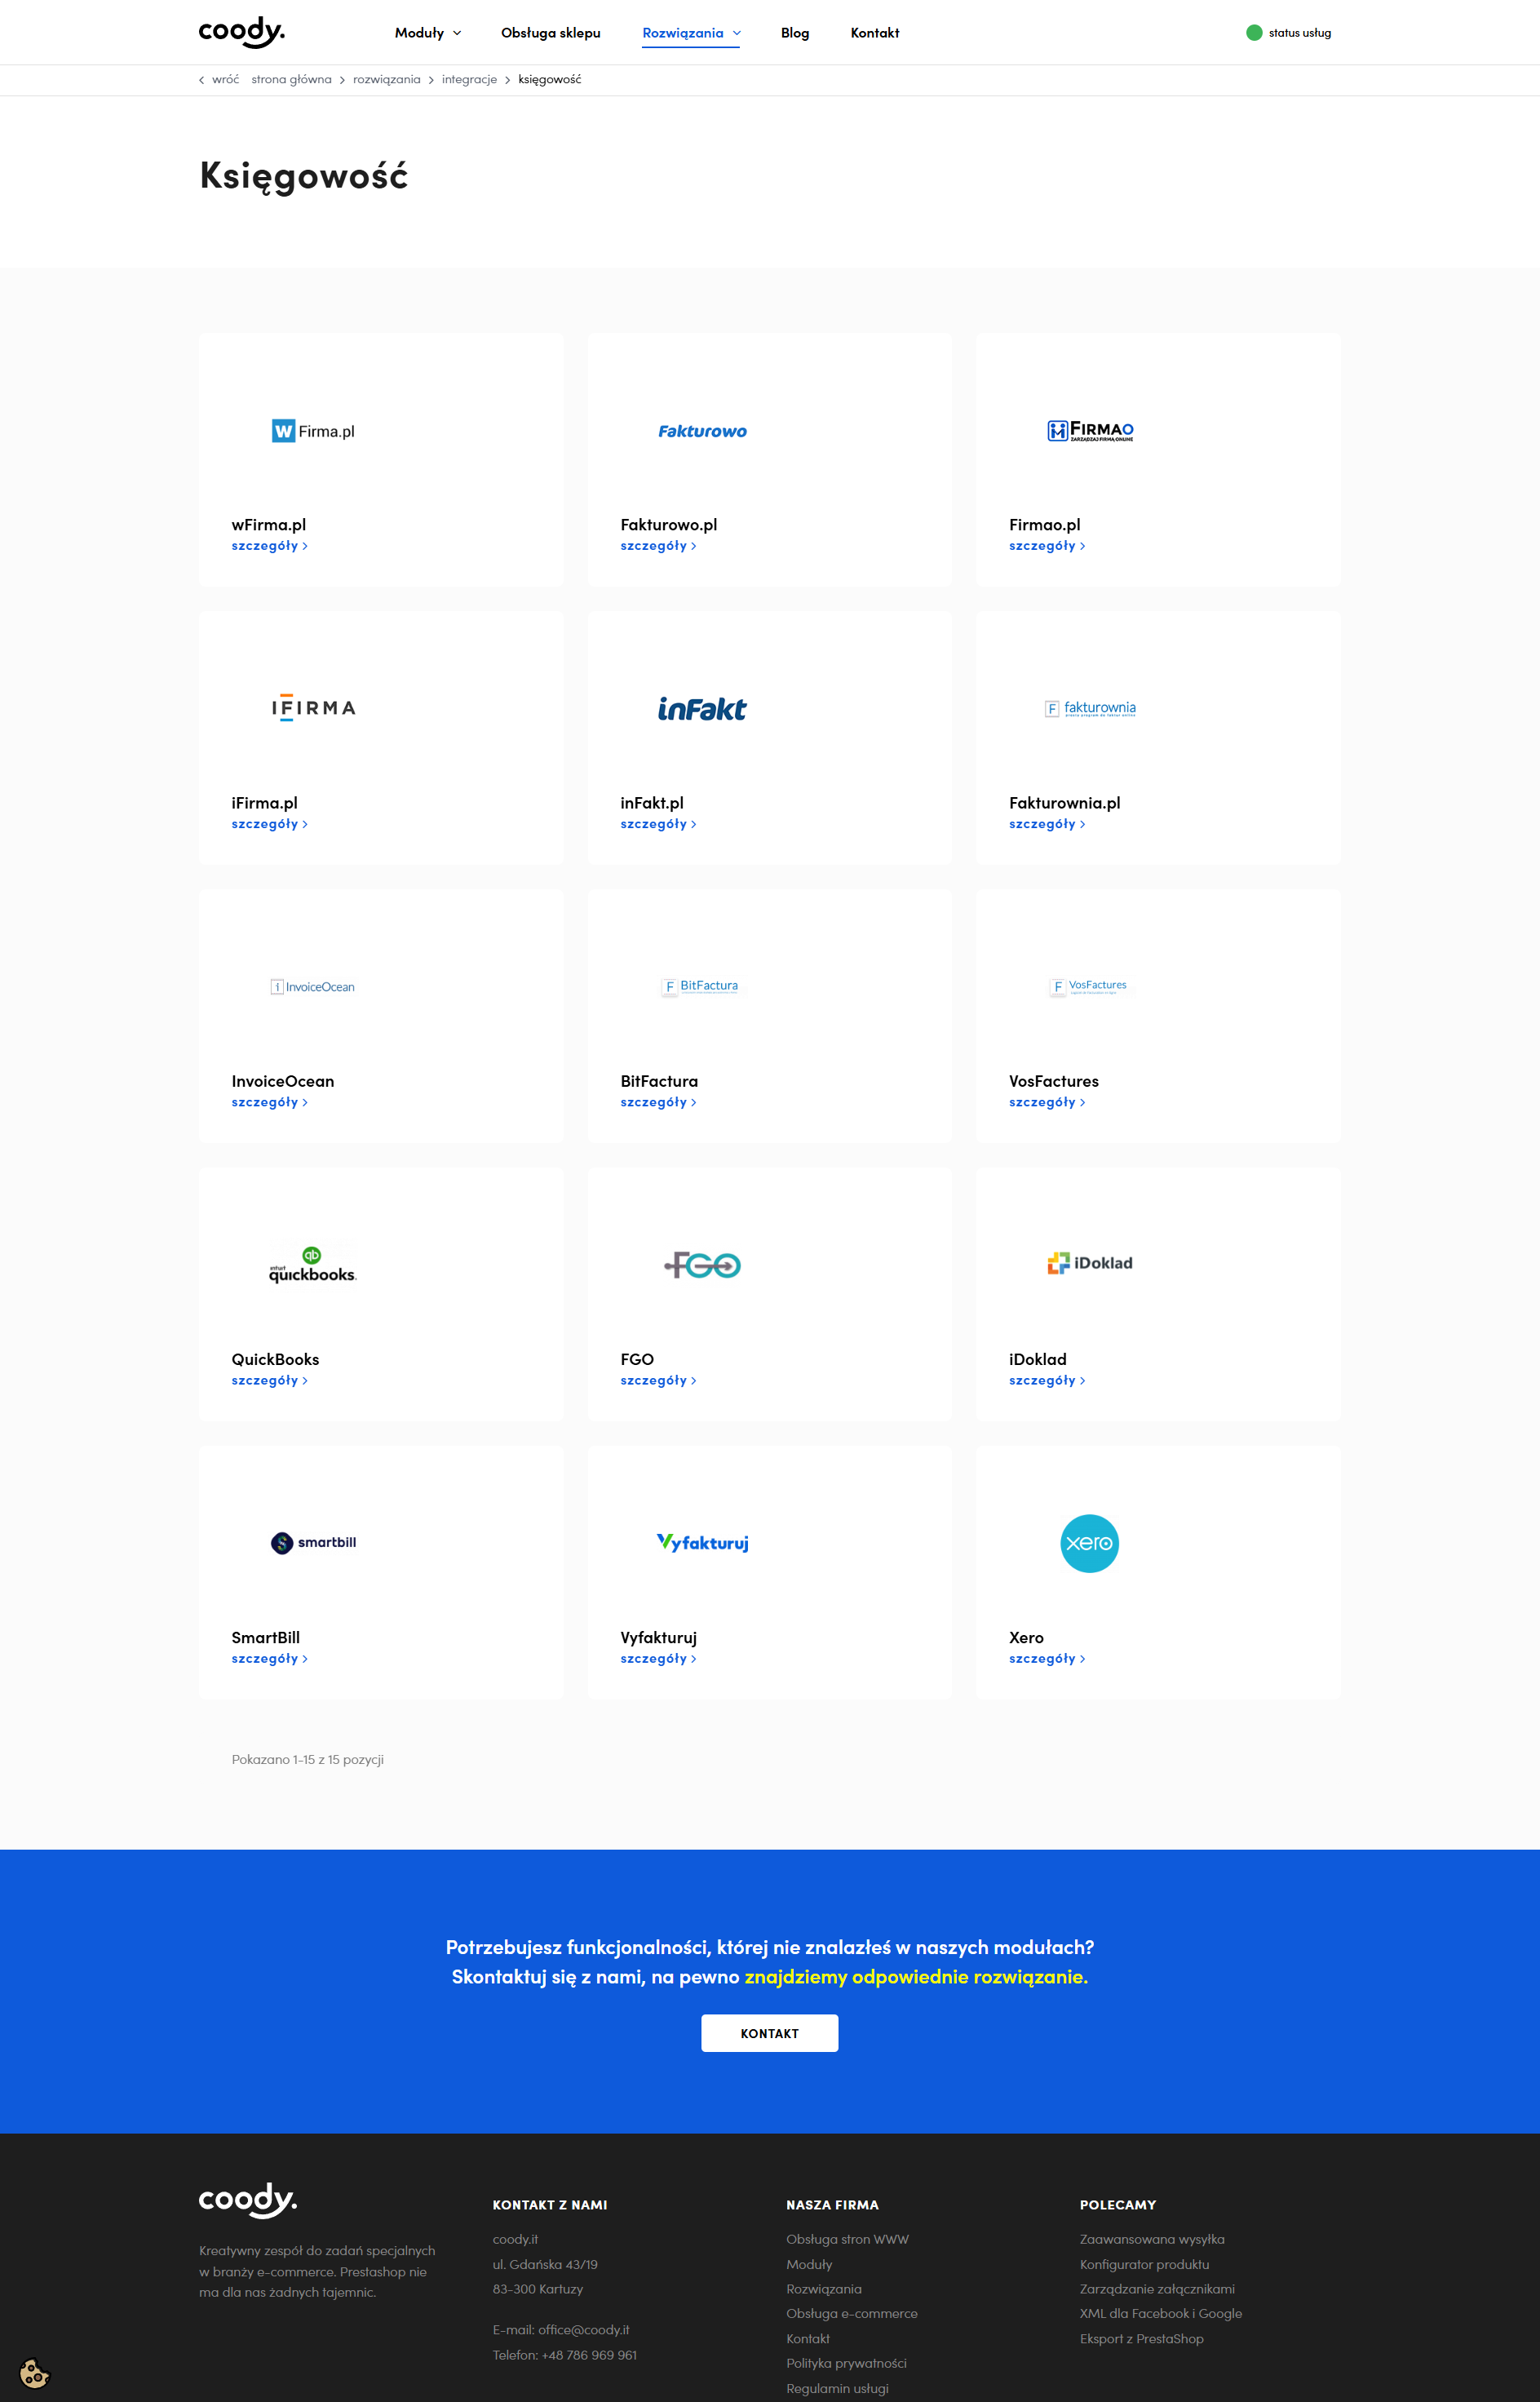 coody.
Moduły
Obsługa sklepu
Rozwiązania
Blog
Kontakt
status usług
wróć
strona główna
rozwiązania
integracje
księgowość
Księgowość
W Firma.pl
Fakturowo
FIRMAO
ZARZĄDZAJ FIRMĄ ONLINE
wFirma.pl
szczegóły
Fakturowo.pl
szczegóły
Firmao.pl
szczegóły
IFIRMA
inFakt
F fakturownia
iFirma.pl
szczegóły
inFakt.pl
szczegóły
Fakturownia.pl
szczegóły
i InvoiceOcean
F BitFactura
F VosFactures
InvoiceOcean
szczegóły
BitFactura
szczegóły
VosFactures
szczegóły
qb
intuit
quickbooks.
FGO
iDoklad
QuickBooks
szczegóły
FGO
szczegóły
iDoklad
szczegóły
S smartbill
Vyfakturuj
xero
SmartBill
szczegóły
Vyfakturuj
szczegóły
Xero
szczegóły
Pokazano 1-15 z 15 pozycji
Potrzebujesz funkcjonalności, której nie znalazłeś w naszych modułach?
Skontaktuj się z nami, na pewno znajdziemy odpowiednie rozwiązanie.
KONTAKT
coody.
Kreatywny zespół do zadań specjalnych
w branży e-commerce. Prestashop nie
ma dla nas żadnych tajemnic.
KONTAKT Z NAMI
coody.it
ul. Gdańska 43/19
83-300 Kartuzy
E-mail: office@coody.it
Telefon: +48 786 969 961
NASZA FIRMA
Obsługa stron WWW
Moduły
Rozwiązania
Obsługa e-commerce
Kontakt
Polityka prywatności
Regulamin usługi
POLECAMY
Zaawansowana wysyłka
Konfigurator produktu
Zarządzanie załącznikami
XML dla Facebook i Google
Eksport z PrestaShop